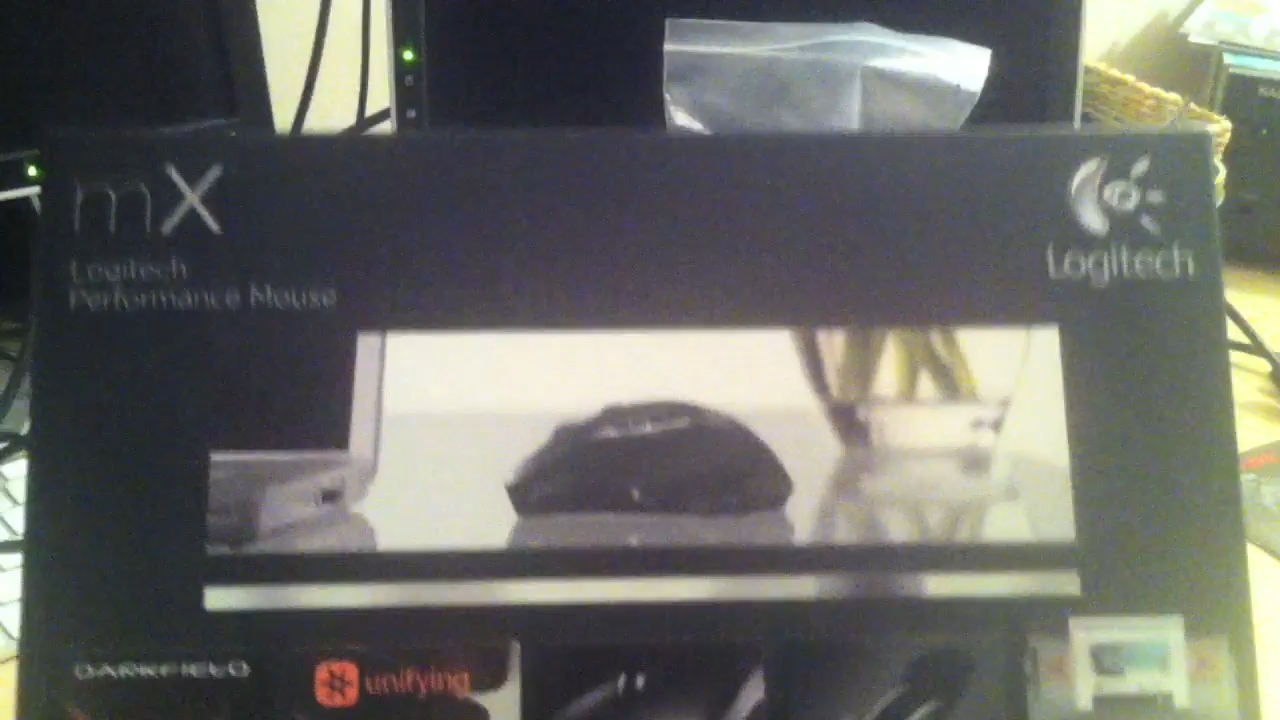 mX
Logitech
Logitech
Performance Mouse
DARKFIELD
unifying